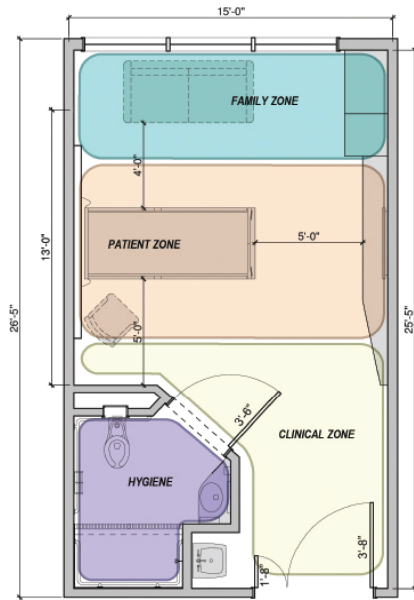 15'-0"
FAMILY ZONE
4'-0"
13'-0"
PATIENT ZONE
5'-0"
26'-5"
25'-5"
5'-0"
3'-6"
CLINICAL ZONE
HYGIENE
3'-8"
1'-8"